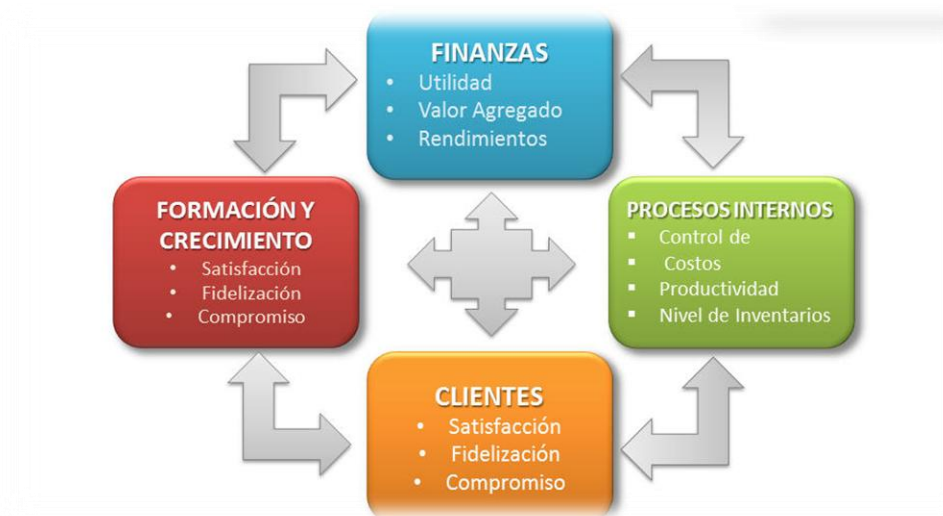 FINANZAS
• Utilidad
• Valor Agregado
• Rendimientos
FORMACIÓN Y
CRECIMIENTO
• Satisfacción
• Fidelización
• Compromiso
PROCESOS INTERNOS
▪ Control de
▪ Costos
▪ Productividad
▪ Nivel de Inventarios
CLIENTES
• Satisfacción
• Fidelización
• Compromiso